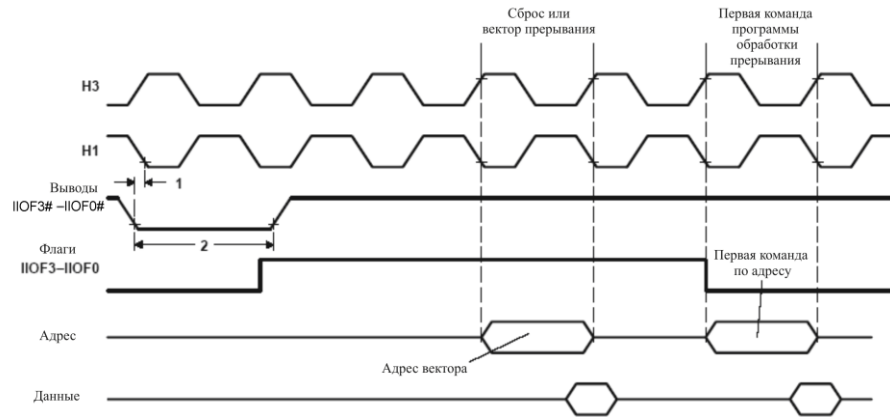 Сброс или
вектор прерывания
Первая команда
программы
обработки
прерывания
H3
H1
1
Выводы
IIOF3# –IIOF0#
2
Флаги
IIOF3–IIOF0
Первая команда
по адресу
Адрес
Адрес вектора
Данные